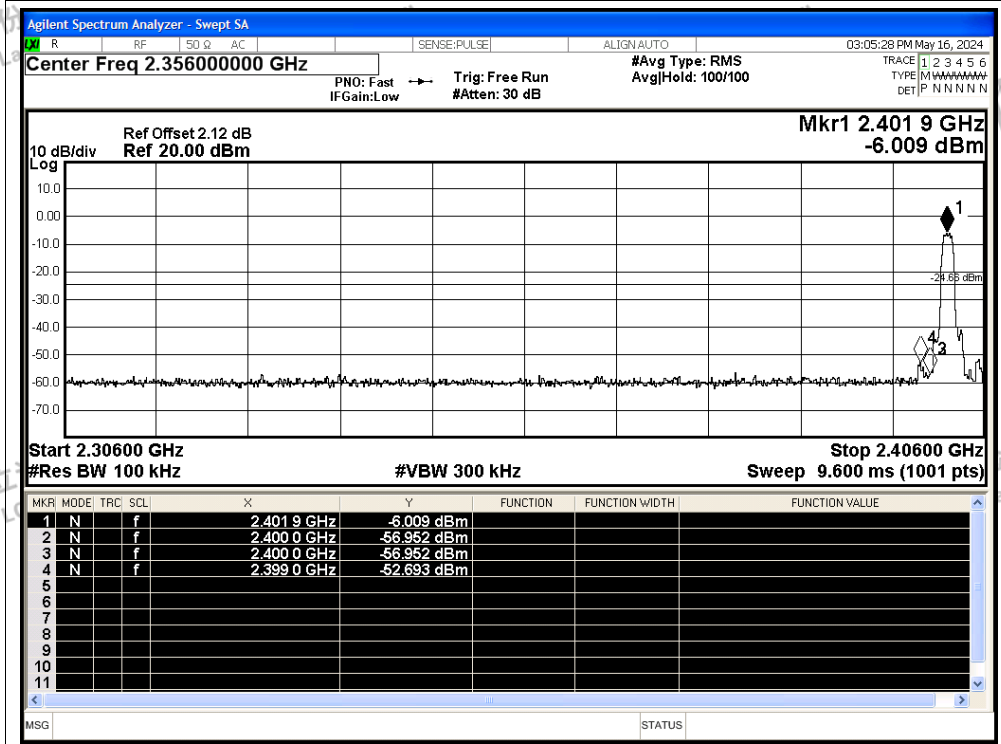 Agilent Spectrum Analyzer - Swept SA
LXI R RF 50 Ω AC SENSE:PULSE ALIGN AUTO 03:05:28 PM May 16, 2024
Center Freq 2.356000000 GHz
PNO: Fast
IFGain:Low
Trig: Free Run
#Atten: 30 dB
#Avg Type: RMS
Avg|Hold: 100/100
TRACE 1 2 3 4 5 6
TYPE M
DET P N N N N N
10 dB/div
Log
Ref Offset 2.12 dB
Ref 20.00 dBm
Mkr1 2.401 9 GHz
-6.009 dBm
10.0
0.00
-10.0
-20.0
-30.0
-40.0
-50.0
-60.0
-70.0
1
-24.66 dBm
4
3
Start 2.30600 GHz Stop 2.40600 GHz
#Res BW 100 kHz #VBW 300 kHz Sweep 9.600 ms (1001 pts)
MKR MODE TRC SCL X Y FUNCTION FUNCTION WIDTH FUNCTION VALUE
1 N f 2.401 9 GHz -6.009 dBm
2 N f 2.400 0 GHz -56.952 dBm
3 N f 2.400 0 GHz -56.952 dBm
4 N f 2.399 0 GHz -52.693 dBm
5
6
7
8
9
10
11
MSG STATUS